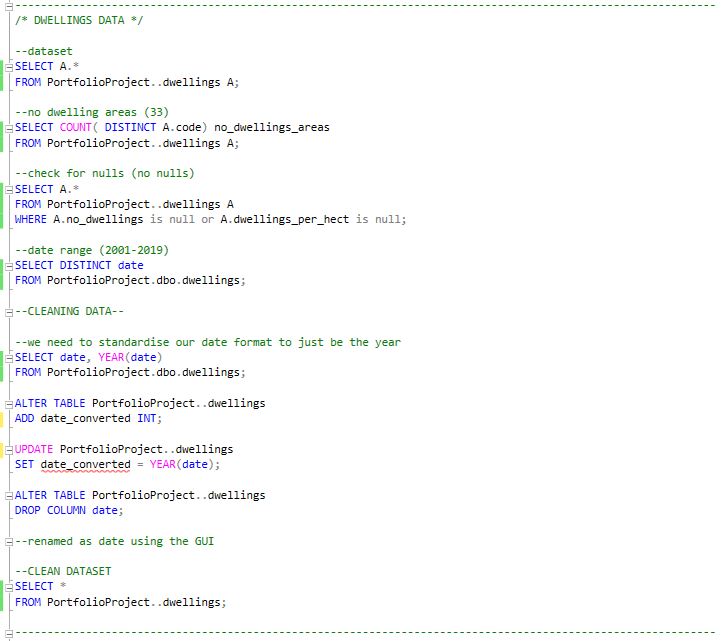 --------------------------------------------------------------------------------
/* DWELLINGS DATA */
--dataset
SELECT A.*
FROM PortfolioProject..dwellings A;
--no dwelling areas (33)
SELECT COUNT( DISTINCT A.code) no_dwellings_areas
FROM PortfolioProject..dwellings A;
--check for nulls (no nulls)
SELECT A.*
FROM PortfolioProject..dwellings A
WHERE A.no_dwellings is null or A.dwellings_per_hect is null;
--date range (2001-2019)
SELECT DISTINCT date
FROM PortfolioProject.dbo.dwellings;
--CLEANING DATA--
--we need to standardise our date format to just be the year
SELECT date, YEAR(date)
FROM PortfolioProject.dbo.dwellings;
ALTER TABLE PortfolioProject..dwellings
ADD date_converted INT;
UPDATE PortfolioProject..dwellings
SET date_converted = YEAR(date);
ALTER TABLE PortfolioProject..dwellings
DROP COLUMN date;
--renamed as date using the GUI
--CLEAN DATASET
SELECT *
FROM PortfolioProject..dwellings;
--------------------------------------------------------------------------------